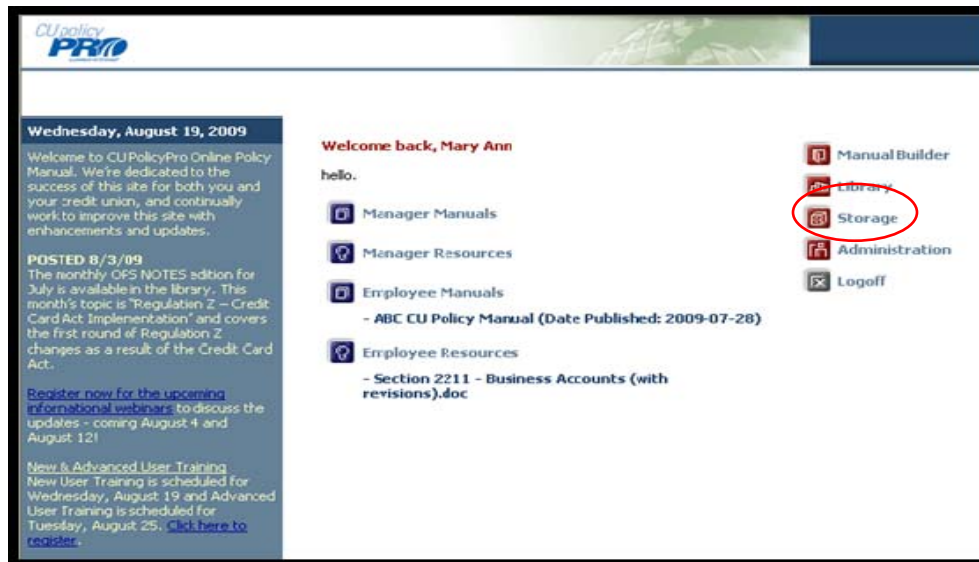 CUpolicy
PRO
Wednesday, August 19, 2009
Welcome to CUPolicyPro Online Policy
Manual. We're dedicated to the
success of this site for both you and
your credit union, and continually
work to improve this site with
enhancements and updates.
POSTED 8/3/09
The monthly OFS NOTES edition for
July is available in the library. This
month's topic is "Regulation Z – Credit
Card Act Implementation" and covers
the first round of Regulation Z
changes as a result of the Credit Card
Act.
Register now for the upcoming
informational webinars to discuss the
updates - coming August 4 and
August 12!
New & Advanced User Training
New User Training is scheduled for
Wednesday, August 19 and Advanced
User Training is scheduled for
Tuesday, August 25. Click here to
register.
Welcome back, Mary Ann
hello.
Manager Manuals
Manager Resources
Employee Manuals
- ABC CU Policy Manual (Date Published: 2009-07-28)
Employee Resources
- Section 2211 - Business Accounts (with
revisions).doc
Manual Builder
Library
Storage
Administration
Logoff